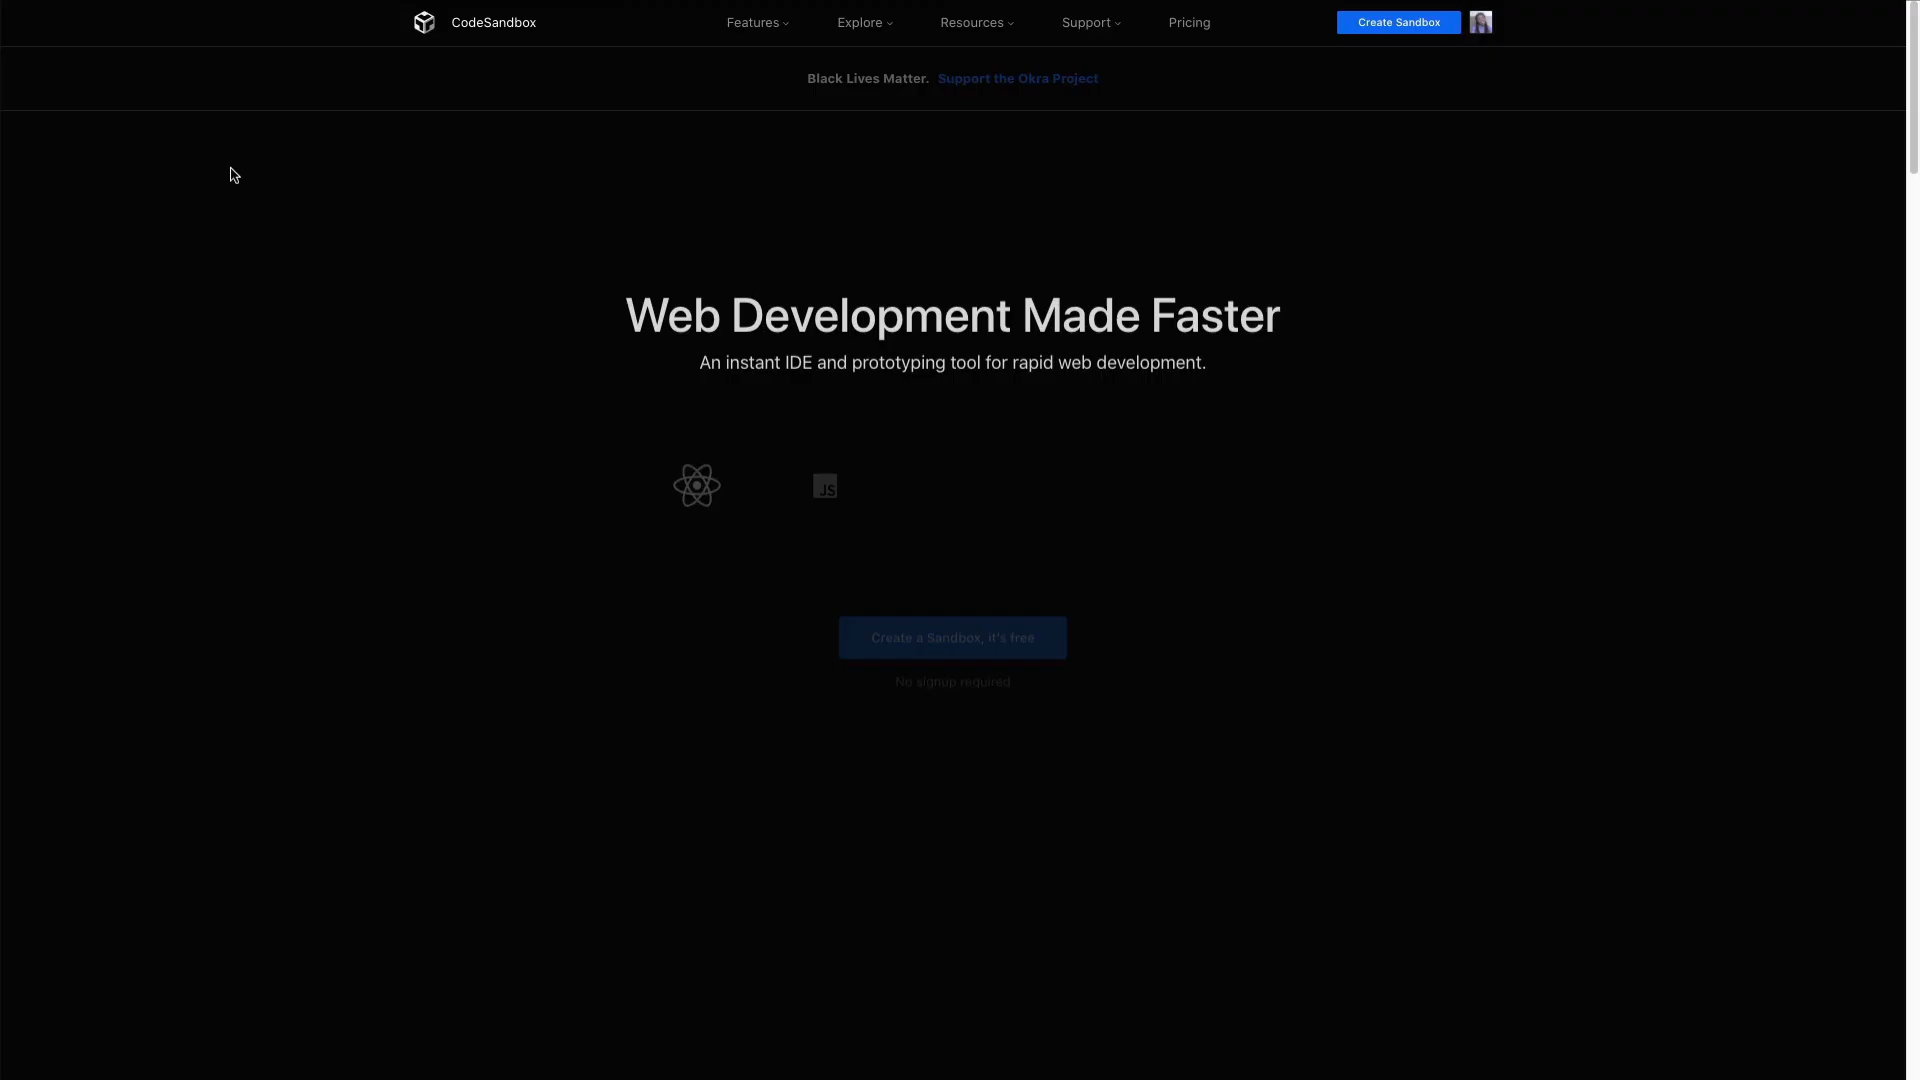 CodeSandbox
Features
Explore
Resources
Support
Pricing
Create Sandbox
Black Lives Matter. Support the Okra Project
Web Development Made Faster
An instant IDE and prototyping tool for rapid web development.
JS
Create a Sandbox, it's free
No signup required